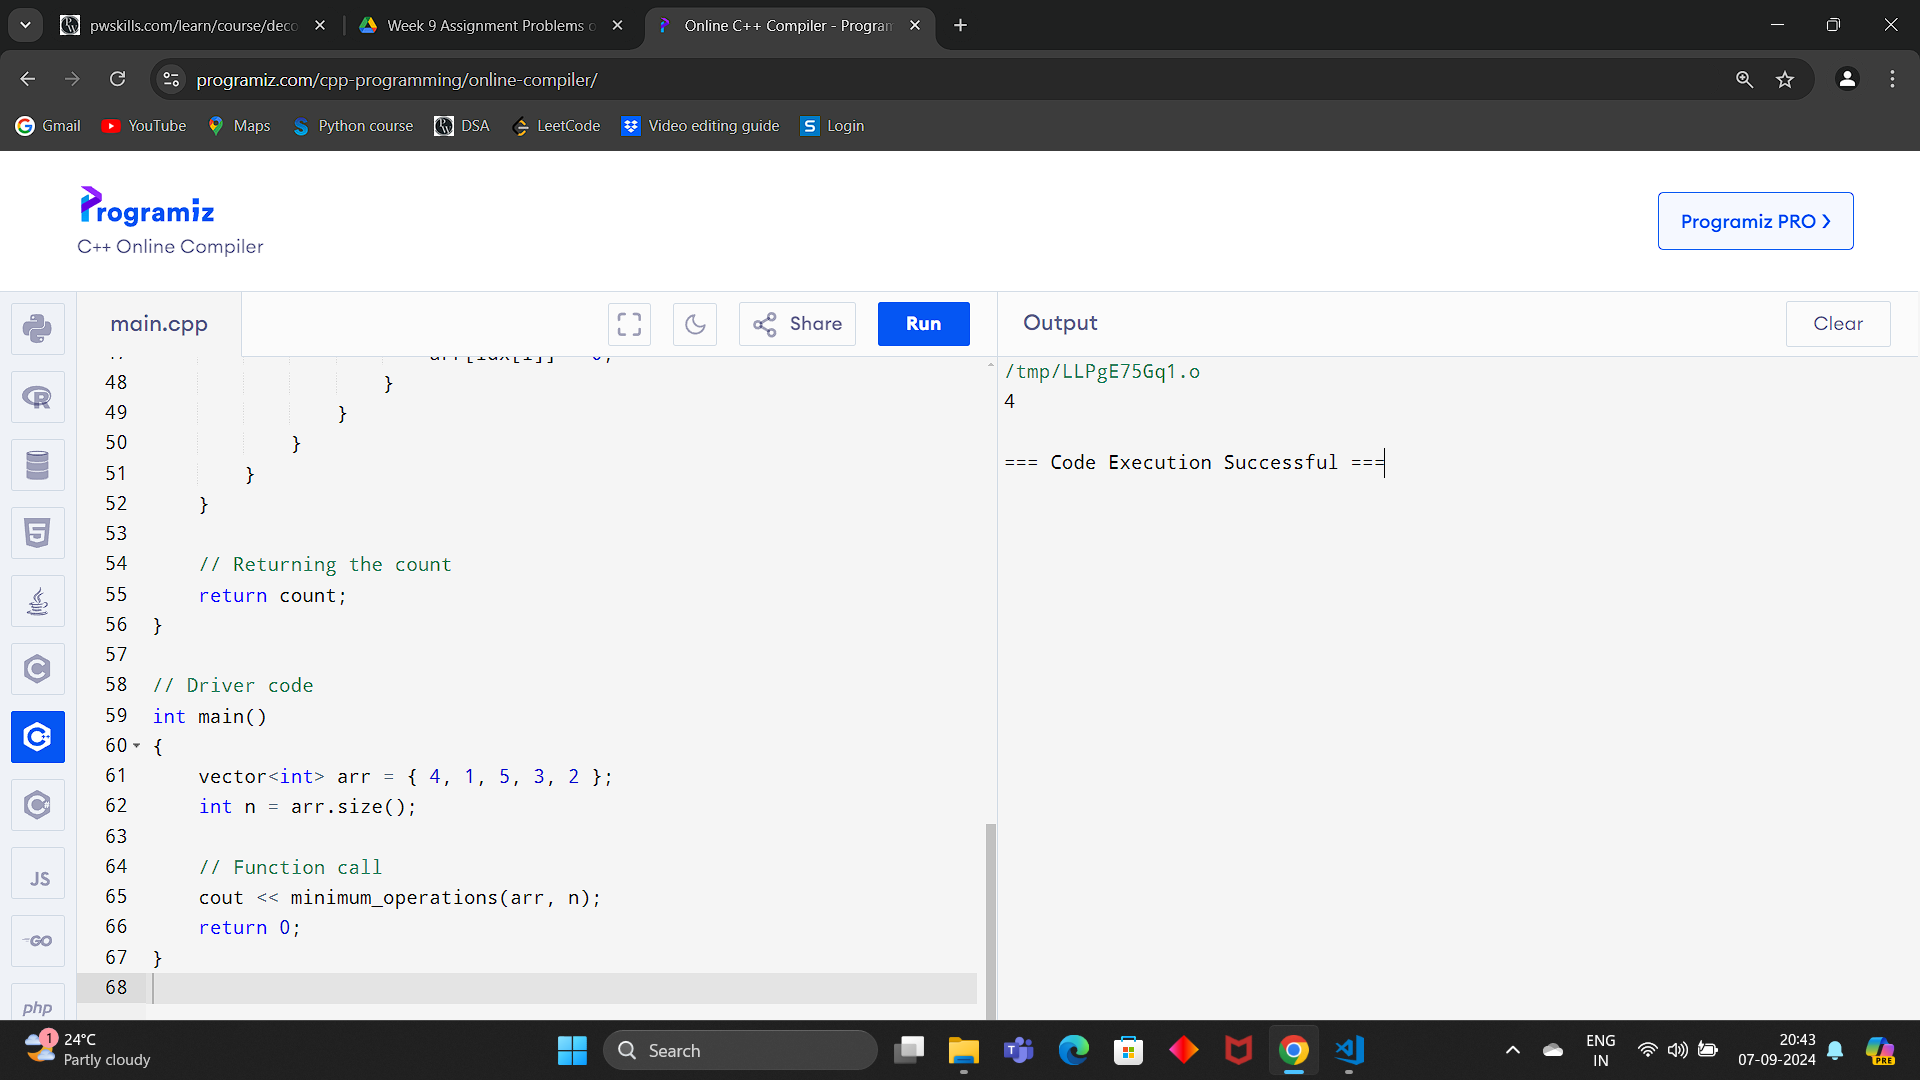 pwskills.com/learn/course/deco
Week 9 Assignment Problems o
Online C++ Compiler - Program
programiz.com/cpp-programming/online-compiler/
Gmail
YouTube
Maps
Python course
DSA
LeetCode
Video editing guide
S
Login
Programiz
C++ Online Compiler
Programiz PRO
main.cpp
Share
Run
Output
Clear
48 }
49 }
50 }
51 }
52 }
53
54 // Returning the count
55 return count;
56 }
57
58 // Driver code
59 int main()
60 {
61 vector<int> arr = { 4, 1, 5, 3, 2 };
62 int n = arr.size();
63
64 // Function call
65 cout << minimum_operations(arr, n);
66 return 0;
67 }
68
/tmp/LLPgE75Gq1.o
4
=== Code Execution Successful ===
JS
GO
php
1
24°C
Partly cloudy
Search
ENG
IN
20:43
07-09-2024
PRE